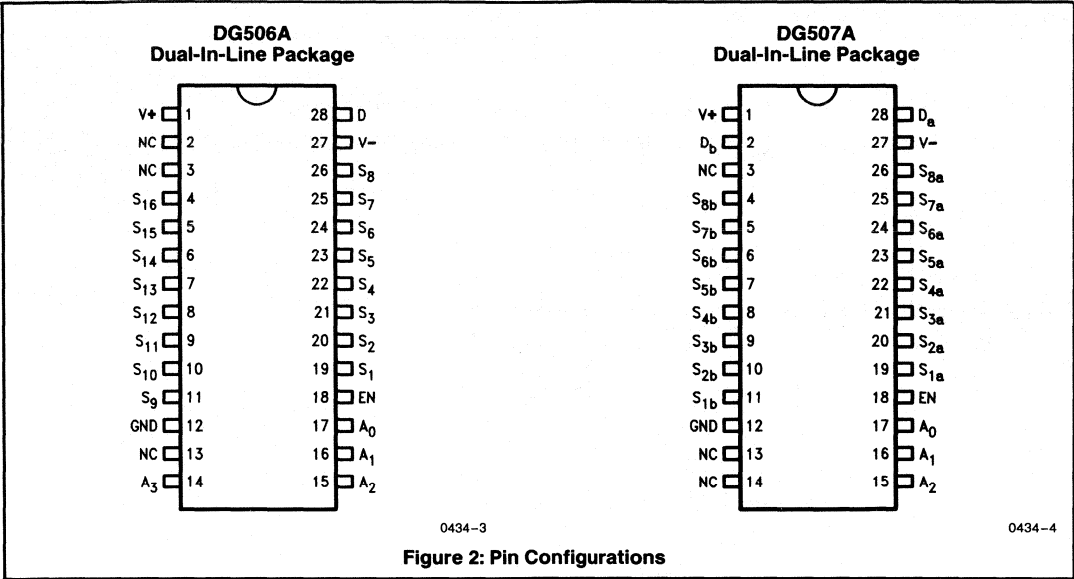 DG506A
Dual-In-Line Package
V+ 1 28 D
NC 2 27 V−
NC 3 26 S8
S16 4 25 S7
S15 5 24 S6
S14 6 23 S5
S13 7 22 S4
S12 8 21 S3
S11 9 20 S2
S10 10 19 S1
S9 11 18 EN
GND 12 17 A0
NC 13 16 A1
A3 14 15 A2
0434–3
DG507A
Dual-In-Line Package
V+ 1 28 Da
Db 2 27 V−
NC 3 26 S8a
S8b 4 25 S7a
S7b 5 24 S6a
S6b 6 23 S5a
S5b 7 22 S4a
S4b 8 21 S3a
S3b 9 20 S2a
S2b 10 19 S1a
S1b 11 18 EN
GND 12 17 A0
NC 13 16 A1
NC 14 15 A2
0434–4
Figure 2: Pin Configurations